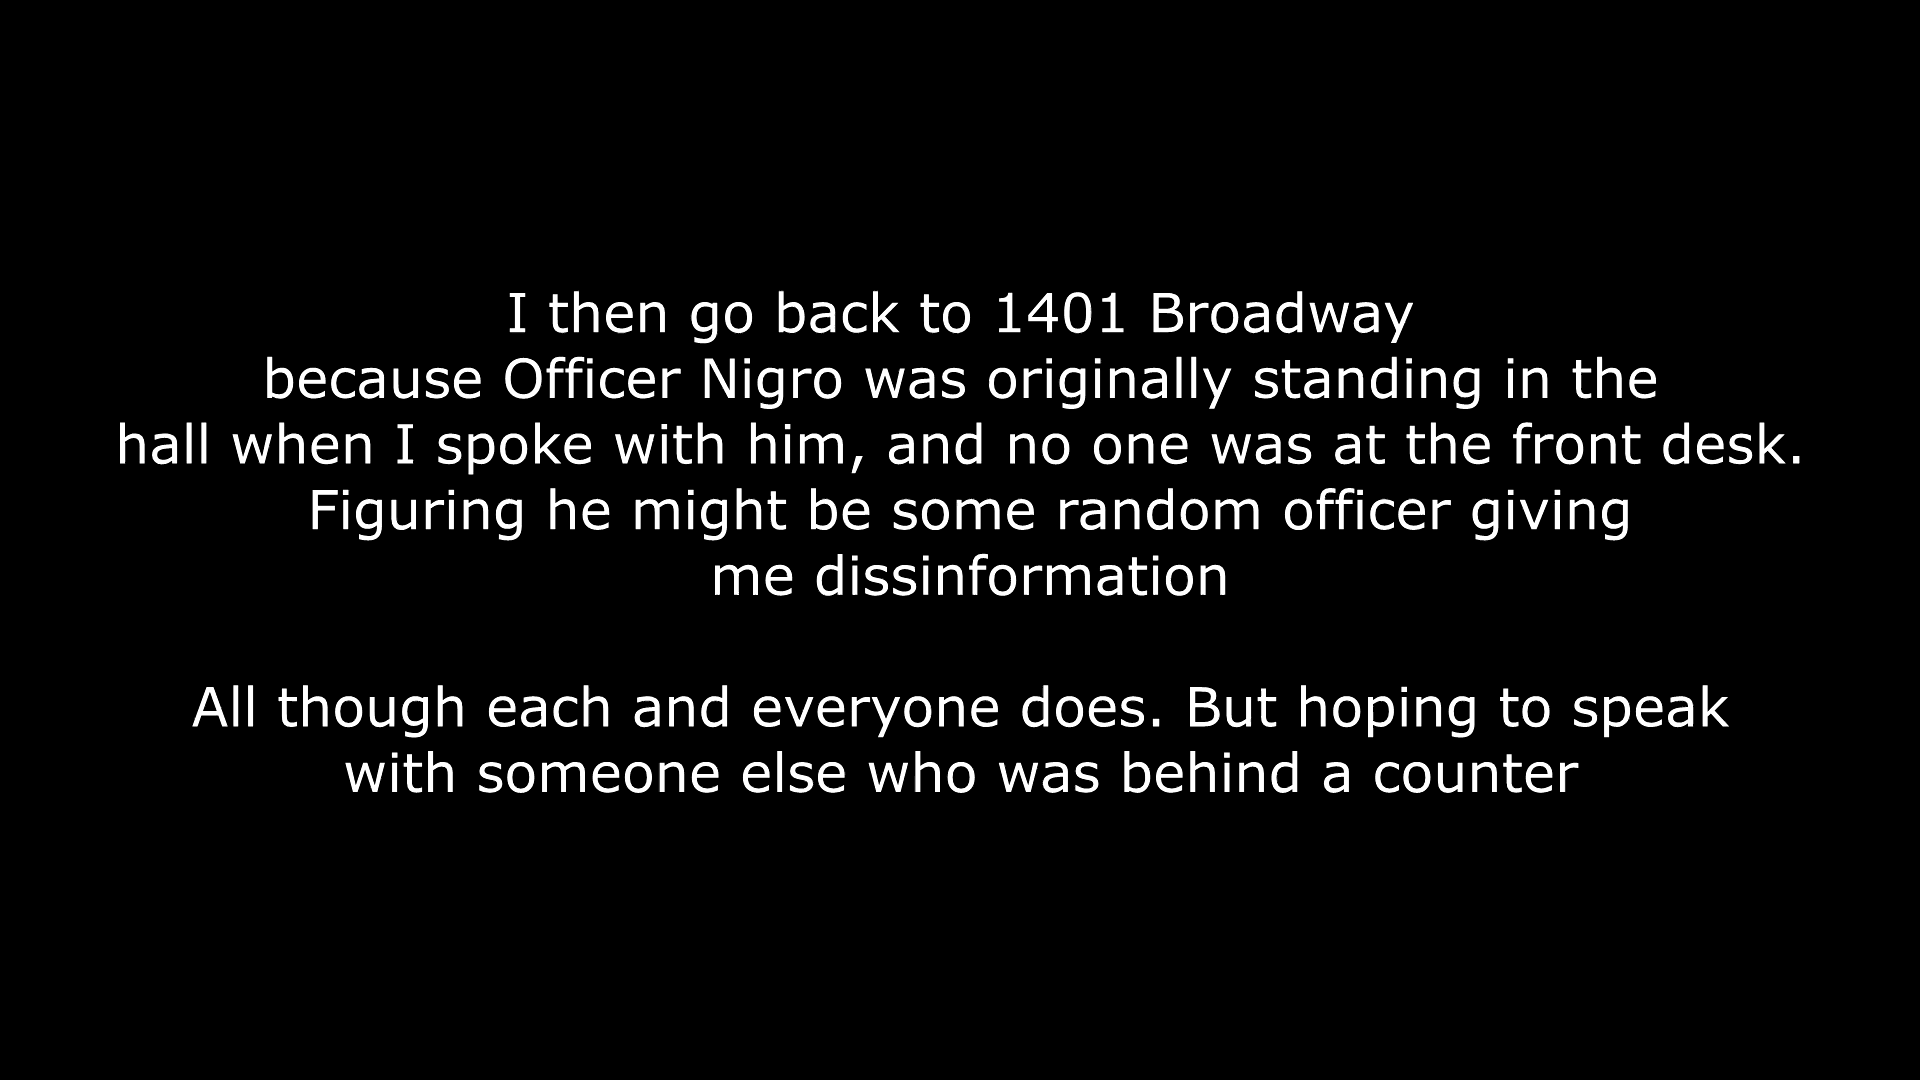 I then go back to 1401 Broadway
because Officer Nigro was originally standing in the
hall when I spoke with him, and no one was at the front desk.
Figuring he might be some random officer giving
me dissinformation
All though each and everyone does. But hoping to speak
with someone else who was behind a counter